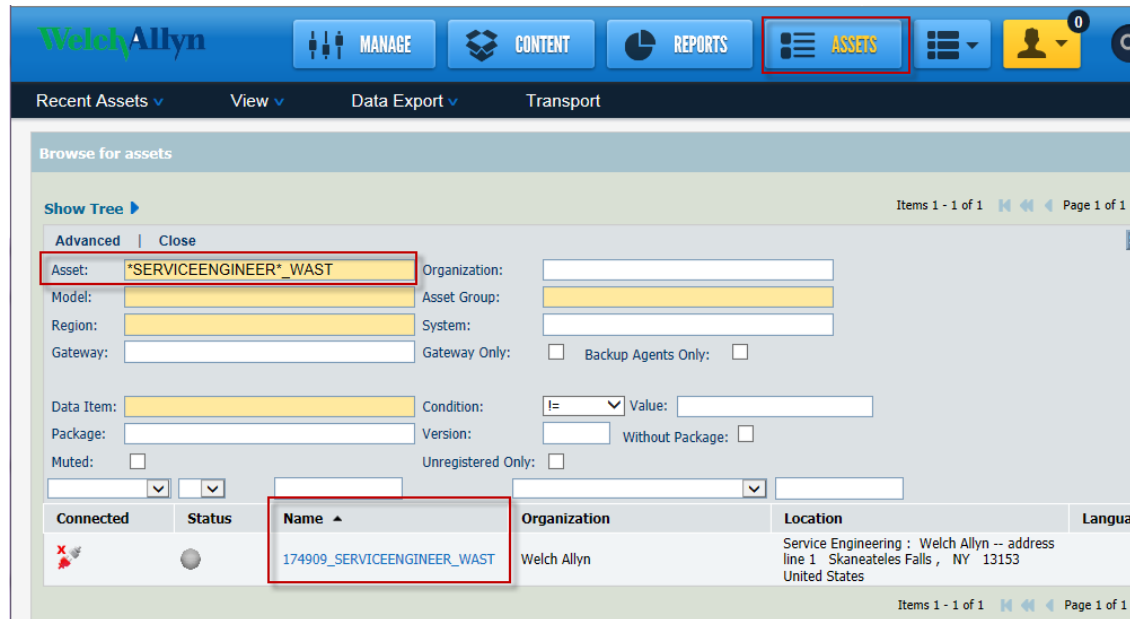 WelchAllyn MANAGE CONTENT REPORTS ASSETS 0
Recent Assets View Data Export Transport
Browse for assets
Show Tree Items 1 - 1 of 1 Page 1 of 1
Advanced | Close
Asset: *SERVICEENGINEER*_WAST Organization:
Model: Asset Group:
Region: System:
Gateway: Gateway Only: Backup Agents Only:
Data Item: Condition: != Value:
Package: Version: Without Package:
Muted: Unregistered Only:
Connected Status Name Organization Location
Service Engineering : Welch Allyn -- address
174909_SERVICEENGINEER_WAST Welch Allyn line 1 Skaneateles Falls , NY 13153
United States
Items 1 - 1 of 1 Page 1 of 1